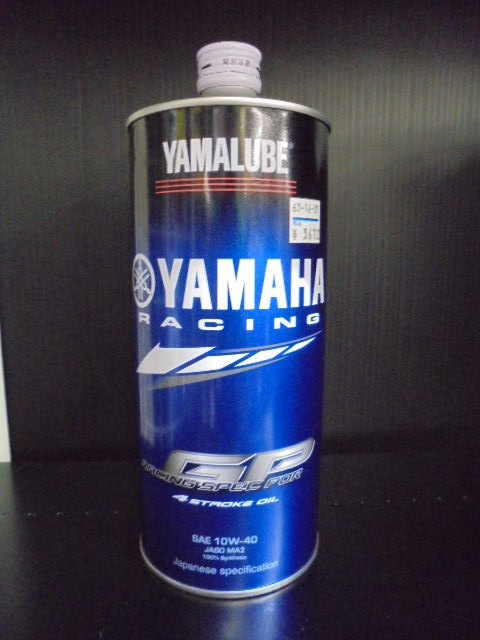 YAMALUBE®
YAMAHA
RACING
GP
RACING SPEC FOR
4 STROKE OIL
SAE 10W-40
JASO MA2
100% Synthetic
Japanese specification